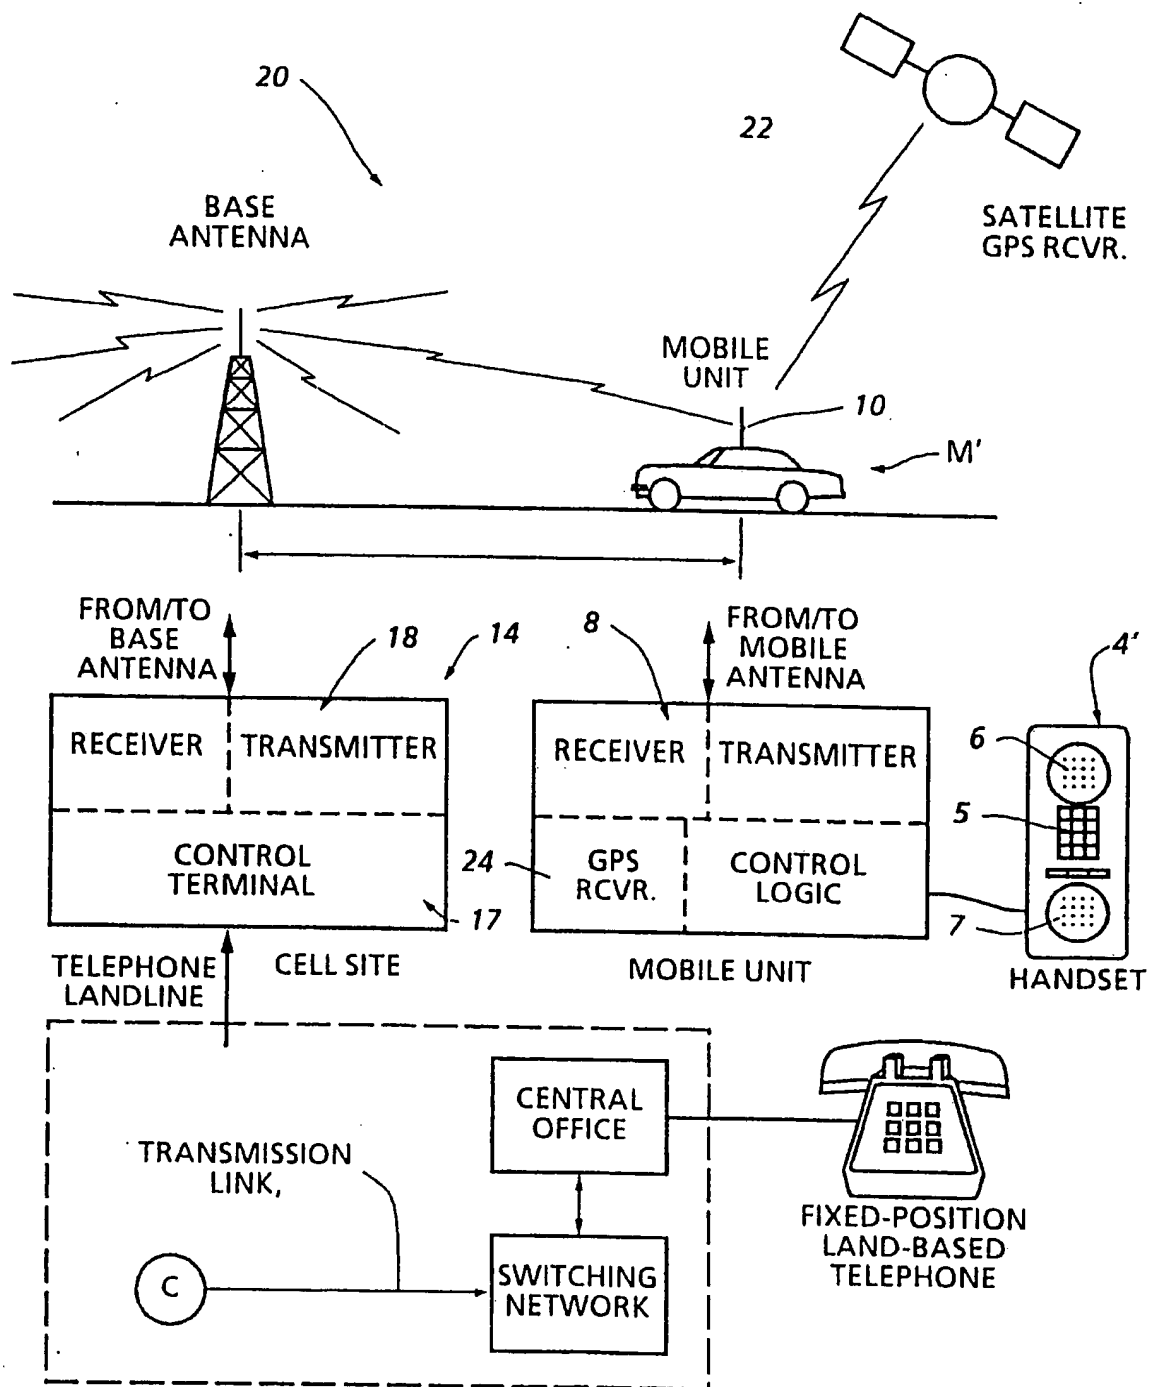 20
22
BASE
ANTENNA
SATELLITE
GPS RCVR.
MOBILE
UNIT
10
M'
FROM/TO
BASE
ANTENNA
18
14
8
FROM/TO
MOBILE
ANTENNA
4'
RECEIVER
TRANSMITTER
CONTROL
TERMINAL
17
RECEIVER
TRANSMITTER
24
GPS
RCVR.
CONTROL
LOGIC
6
5
7
TELEPHONE
LANDLINE
CELL SITE
MOBILE UNIT
HANDSET
CENTRAL
OFFICE
TRANSMISSION
LINK,
C
SWITCHING
NETWORK
FIXED-POSITION
LAND-BASED
TELEPHONE